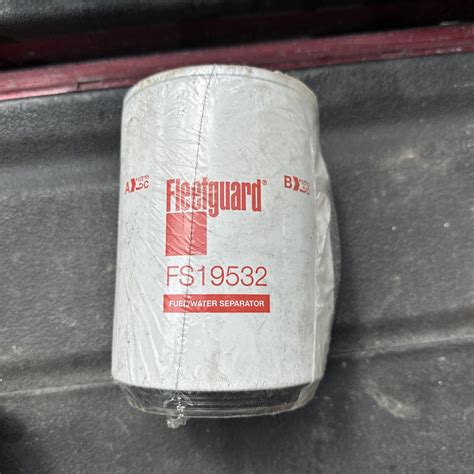 Fleetguard®
FS19532
FUEL/WATER SEPARATOR
A
B